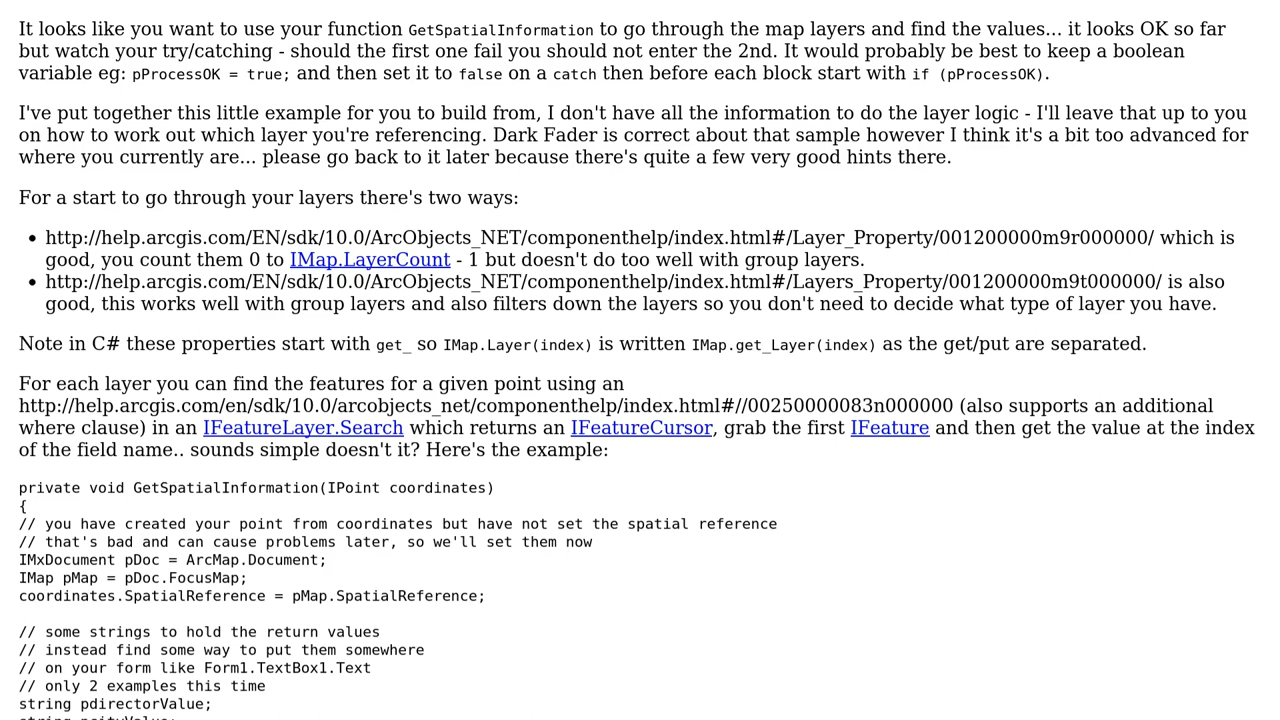 It looks like you want to use your function GetSpatialInformation to go through the map layers and find the values... it looks OK so far
but watch your try/catching - should the first one fail you should not enter the 2nd. It would probably be best to keep a boolean
variable eg: pProcessOK = true; and then set it to false on a catch then before each block start with if (pProcessOK).
I've put together this little example for you to build from, I don't have all the information to do the layer logic - I'll leave that up to you
on how to work out which layer you're referencing. Dark Fader is correct about that sample however I think it's a bit too advanced for
where you currently are... please go back to it later because there's quite a few very good hints there.
For a start to go through your layers there's two ways:
• http://help.arcgis.com/EN/sdk/10.0/ArcObjects_NET/componenthelp/index.html#/Layer_Property/001200000m9r000000/ which is
good, you count them 0 to IMap.LayerCount - 1 but doesn't do too well with group layers.
• http://help.arcgis.com/EN/sdk/10.0/ArcObjects_NET/componenthelp/index.html#/Layers_Property/001200000m9t000000/ is also
good, this works well with group layers and also filters down the layers so you don't need to decide what type of layer you have.
Note in C# these properties start with get_ so IMap.Layer(index) is written IMap.get_Layer(index) as the get/put are separated.
For each layer you can find the features for a given point using an
http://help.arcgis.com/en/sdk/10.0/arcobjects_net/componenthelp/index.html#//00250000083n000000 (also supports an additional
where clause) in an IFeatureLayer.Search which returns an IFeatureCursor, grab the first IFeature and then get the value at the index
of the field name.. sounds simple doesn't it? Here's the example:
private void GetSpatialInformation(IPoint coordinates)
{
// you have created your point from coordinates but have not set the spatial reference
// that's bad and can cause problems later, so we'll set them now
IMxDocument pDoc = ArcMap.Document;
IMap pMap = pDoc.FocusMap;
coordinates.SpatialReference = pMap.SpatialReference;
// some strings to hold the return values
// instead find some way to put them somewhere
// on your form like Form1.TextBox1.Text
// only 2 examples this time
string pdirectorValue;